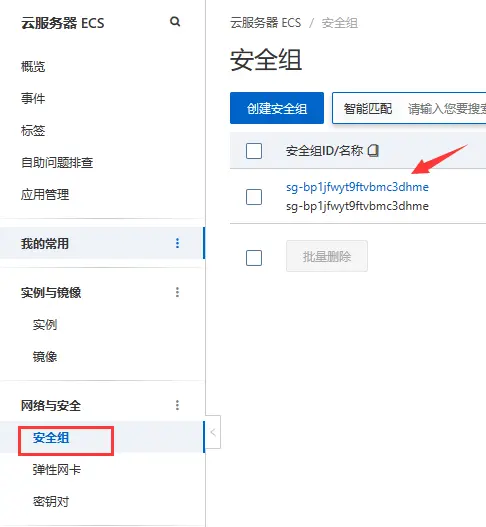 云服务器 ECS
概览
事件
标签
自助问题排查
应用管理
我的常用
实例与镜像
实例
镜像
网络与安全
安全组
弹性网卡
密钥对
云服务器 ECS / 安全组
安全组
创建安全组 智能匹配 请输入您要搜索
安全组ID/名称
sg-bp1jfwyt9ftvbmc3dhme
sg-bp1jfwyt9ftvbmc3dhme
批量删除